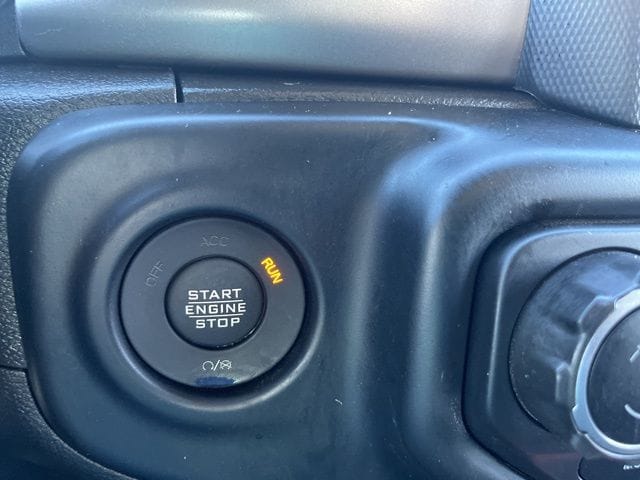 ACC
OFF
RUN
START
ENGINE
STOP